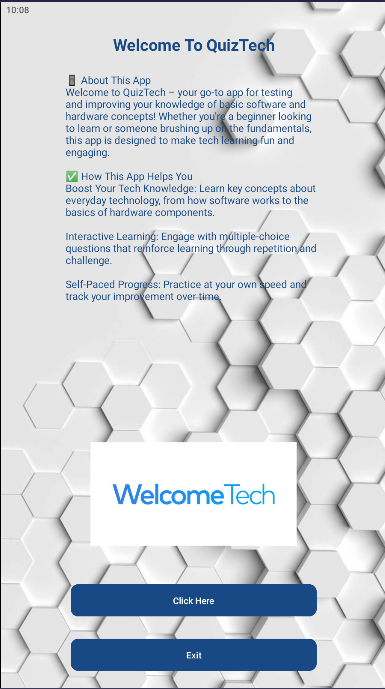 10:08
Welcome To QuizTech
📱 About This App
Welcome to QuizTech – your go-to app for testing
and improving your knowledge of basic software and
hardware concepts! Whether you're a beginner looking
to learn or someone brushing up on the fundamentals,
this app is designed to make tech learning fun and
engaging.
✅ How This App Helps You
Boost Your Tech Knowledge: Learn key concepts about
everyday technology, from how software works to the
basics of hardware components.
Interactive Learning: Engage with multiple-choice
questions that reinforce learning through repetition and
challenge.
Self-Paced Progress: Practice at your own speed and
track your improvement over time.
WelcomeTech
Click Here
Exit